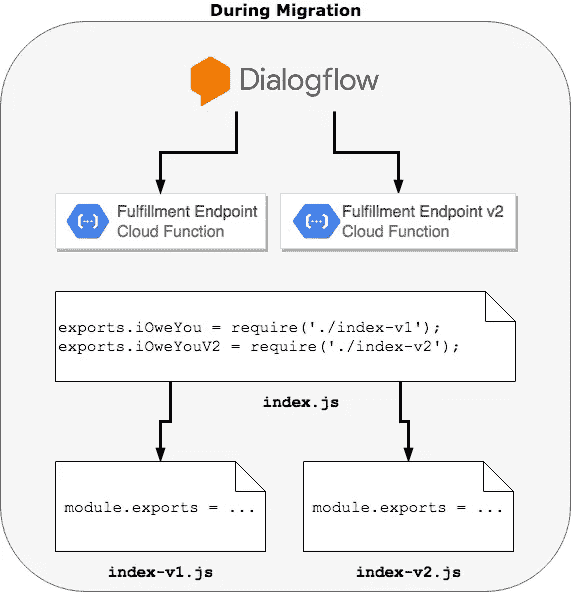 During Migration
Dialogflow
Fulfillment Endpoint
Cloud Function
Fulfillment Endpoint v2
Cloud Function
exports.iOweYou = require('./index-v1');
exports.iOweYouV2 = require('./index-v2');
index.js
module.exports = ...
module.exports = ...
index-v1.js
index-v2.js